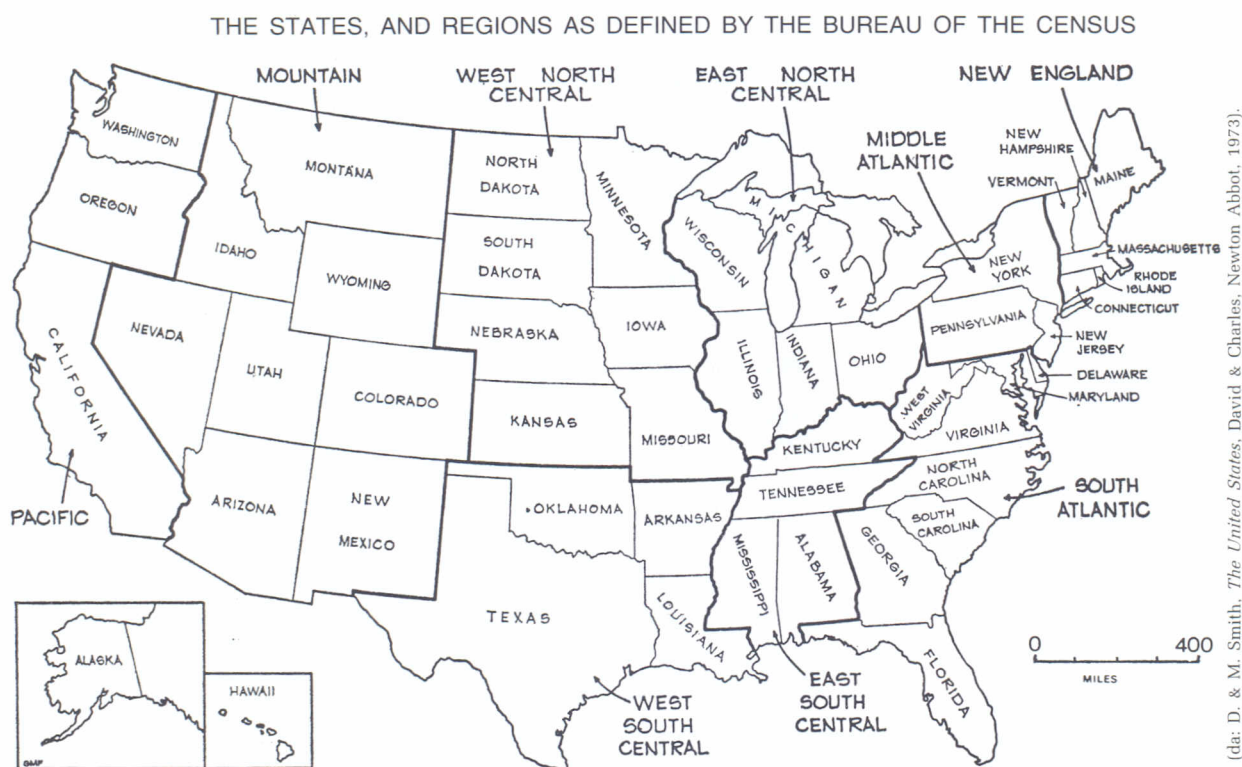 THE STATES, AND REGIONS AS DEFINED BY THE BUREAU OF THE CENSUS
MOUNTAIN
WEST NORTH
CENTRAL
EAST NORTH
CENTRAL
NEW ENGLAND
MIDDLE
ATLANTIC
NEW
HAMPSHIRE
VERMONT
MAINE
WASHINGTON
MONTANA
NORTH
DAKOTA
MINNESOTA
OREGON
IDAHO
WYOMING
SOUTH
DAKOTA
WISCONSIN
MICHIGAN
NEW
YORK
MASSACHUSETTS
RHODE
ISLAND
CONNECTICUT
NEVADA
NEBRASKA
IOWA
PENNSYLVANIA
NEW
JERSEY
CALIFORNIA
UTAH
COLORADO
KANSAS
MISSOURI
ILLINOIS
INDIANA
OHIO
WEST
VIRGINIA
DELAWARE
MARYLAND
VIRGINIA
KENTUCKY
PACIFIC
ARIZONA
NEW
MEXICO
OKLAHOMA
ARKANSAS
TENNESSEE
NORTH
CAROLINA
SOUTH
CAROLINA
SOUTH
ATLANTIC
TEXAS
LOUISIANA
MISSISSIPPI
ALABAMA
GEORGIA
FLORIDA
ALASKA
HAWAII
WEST
SOUTH
CENTRAL
EAST
SOUTH
CENTRAL
0 400
MILES
GMF
(da: D. & M. Smith, The United States, David & Charles, Newton Abbot, 1973).